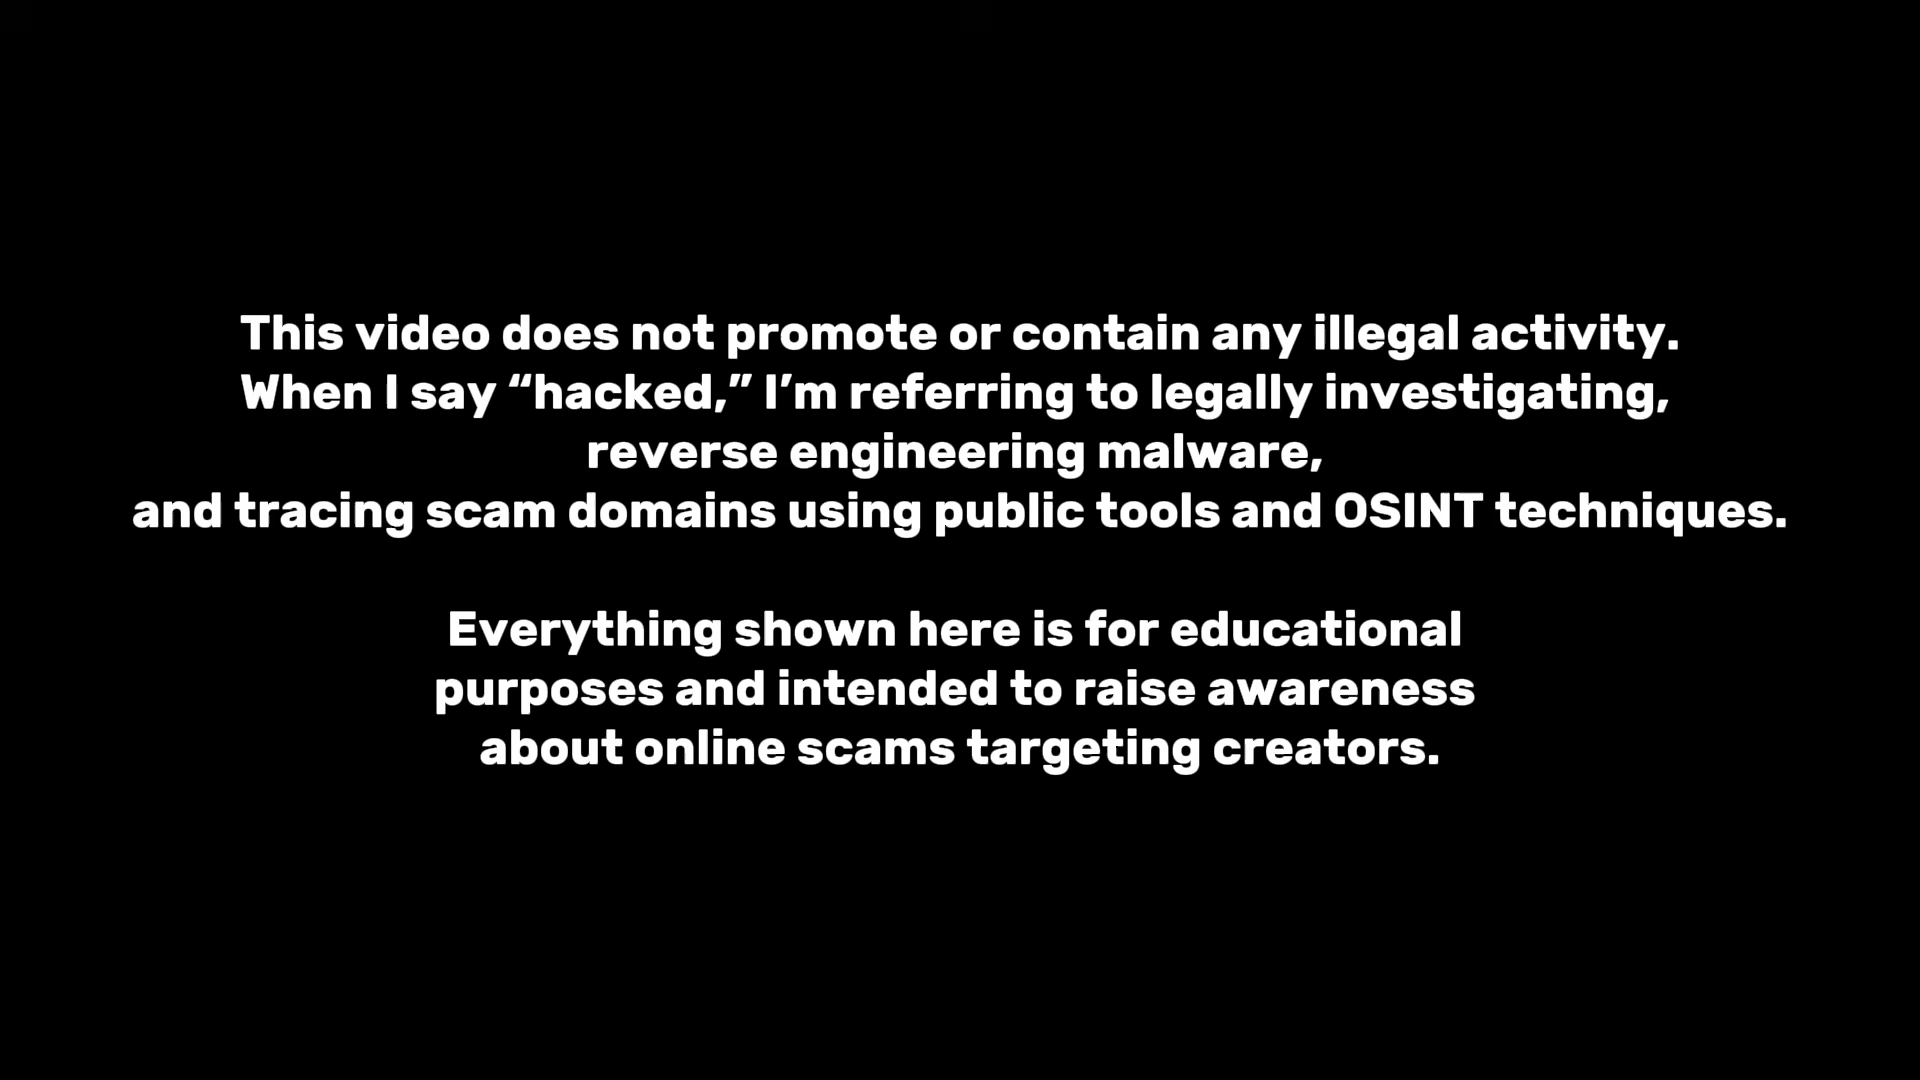 This video does not promote or contain any illegal activity.
When I say “hacked,” I’m referring to legally investigating,
reverse engineering malware,
and tracing scam domains using public tools and OSINT techniques.
Everything shown here is for educational
purposes and intended to raise awareness
about online scams targeting creators.